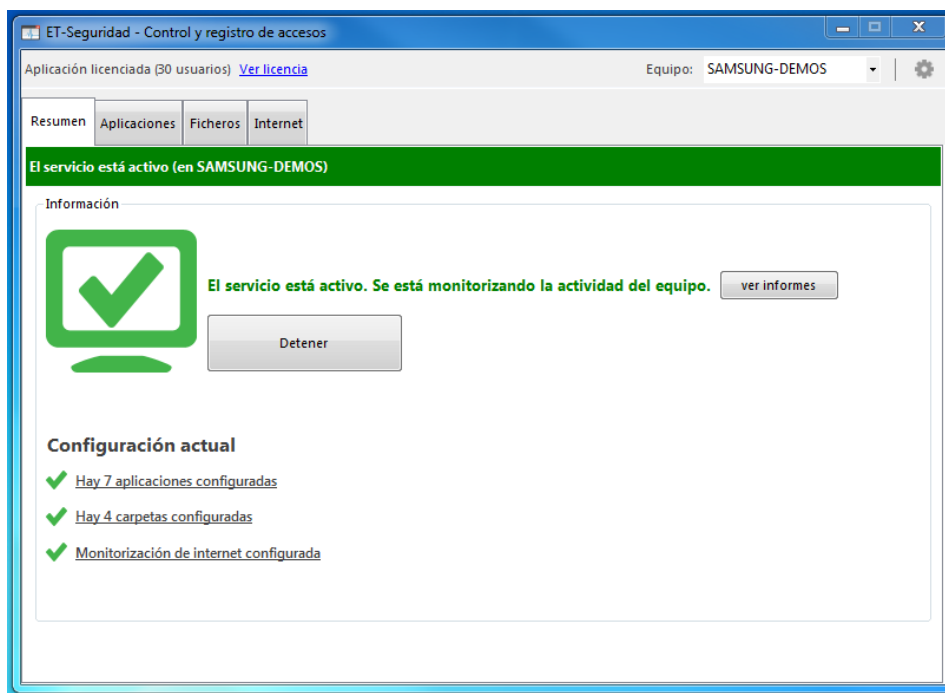 ET-Seguridad - Control y registro de accesos
Aplicación licenciada (30 usuarios) Ver licencia Equipo: SAMSUNG-DEMOS
Resumen Aplicaciones Ficheros Internet
El servicio está activo (en SAMSUNG-DEMOS)
Información
El servicio está activo. Se está monitorizando la actividad del equipo. ver informes
Detener
Configuración actual
Hay 7 aplicaciones configuradas
Hay 4 carpetas configuradas
Monitorización de internet configurada